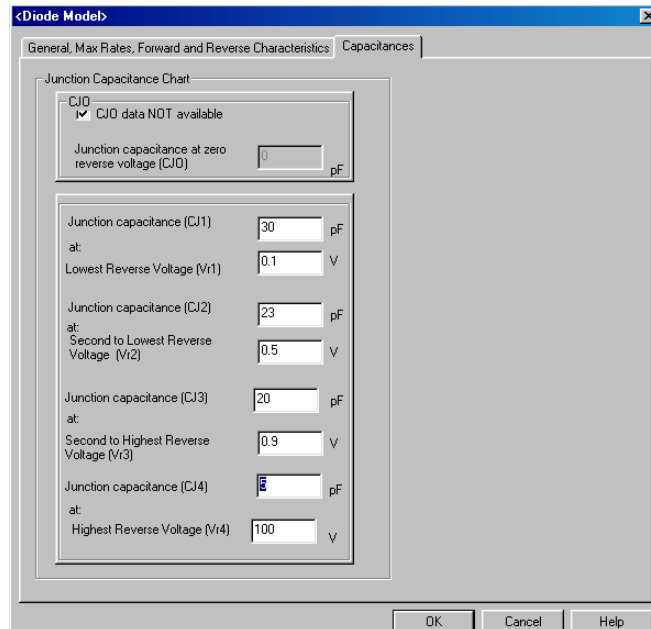 <Diode Model>
General, Max Rates, Forward and Reverse Characteristics
Capacitances
Junction Capacitance Chart
CJO
CJO data NOT available
Junction capacitance at zero
reverse voltage (CJO)
0
pF
Junction capacitance (CJ1)
30
pF
at:
Lowest Reverse Voltage (Vr1)
0.1
V
Junction capacitance (CJ2)
23
pF
at:
Second to Lowest Reverse
Voltage (Vr2)
0.5
V
Junction capacitance (CJ3)
20
pF
at:
Second to Highest Reverse
Voltage (Vr3)
0.9
V
Junction capacitance (CJ4)
5
pF
at:
Highest Reverse Voltage (Vr4)
100
V
OK
Cancel
Help